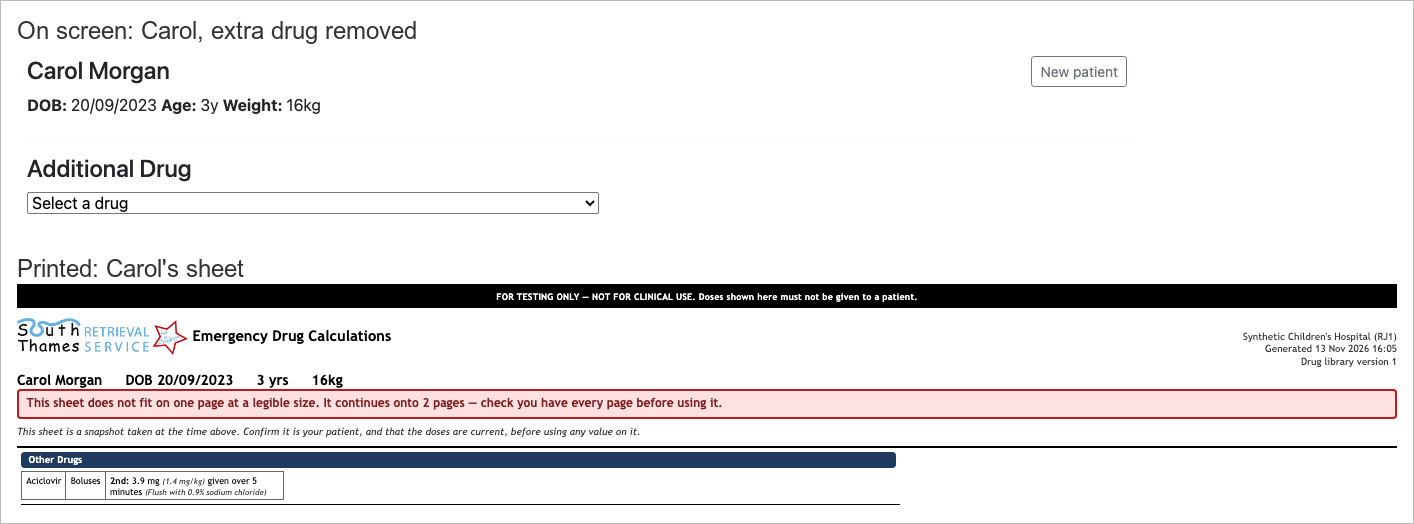 On screen: Carol, extra drug removed
Carol Morgan
New patient
DOB: 20/09/2023 Age: 3y Weight: 16kg
Additional Drug
Select a drug
Printed: Carol's sheet
FOR TESTING ONLY — NOT FOR CLINICAL USE. Doses shown here must not be given to a patient.
South Thames RETRIEVAL SERVICE
Emergency Drug Calculations
Synthetic Children's Hospital (RJ1)
Generated 13 Nov 2026 16:05
Drug library version 1
Carol Morgan DOB 20/09/2023 3 yrs 16kg
This sheet does not fit on one page at a legible size. It continues onto 2 pages — check you have every page before using it.
This sheet is a snapshot taken at the time above. Confirm it is your patient, and that the doses are current, before using any value on it.
Other Drugs
Aciclovir Boluses 2nd: 3.9 mg (1.4 mg/kg) given over 5
minutes (Flush with 0.9% sodium chloride)